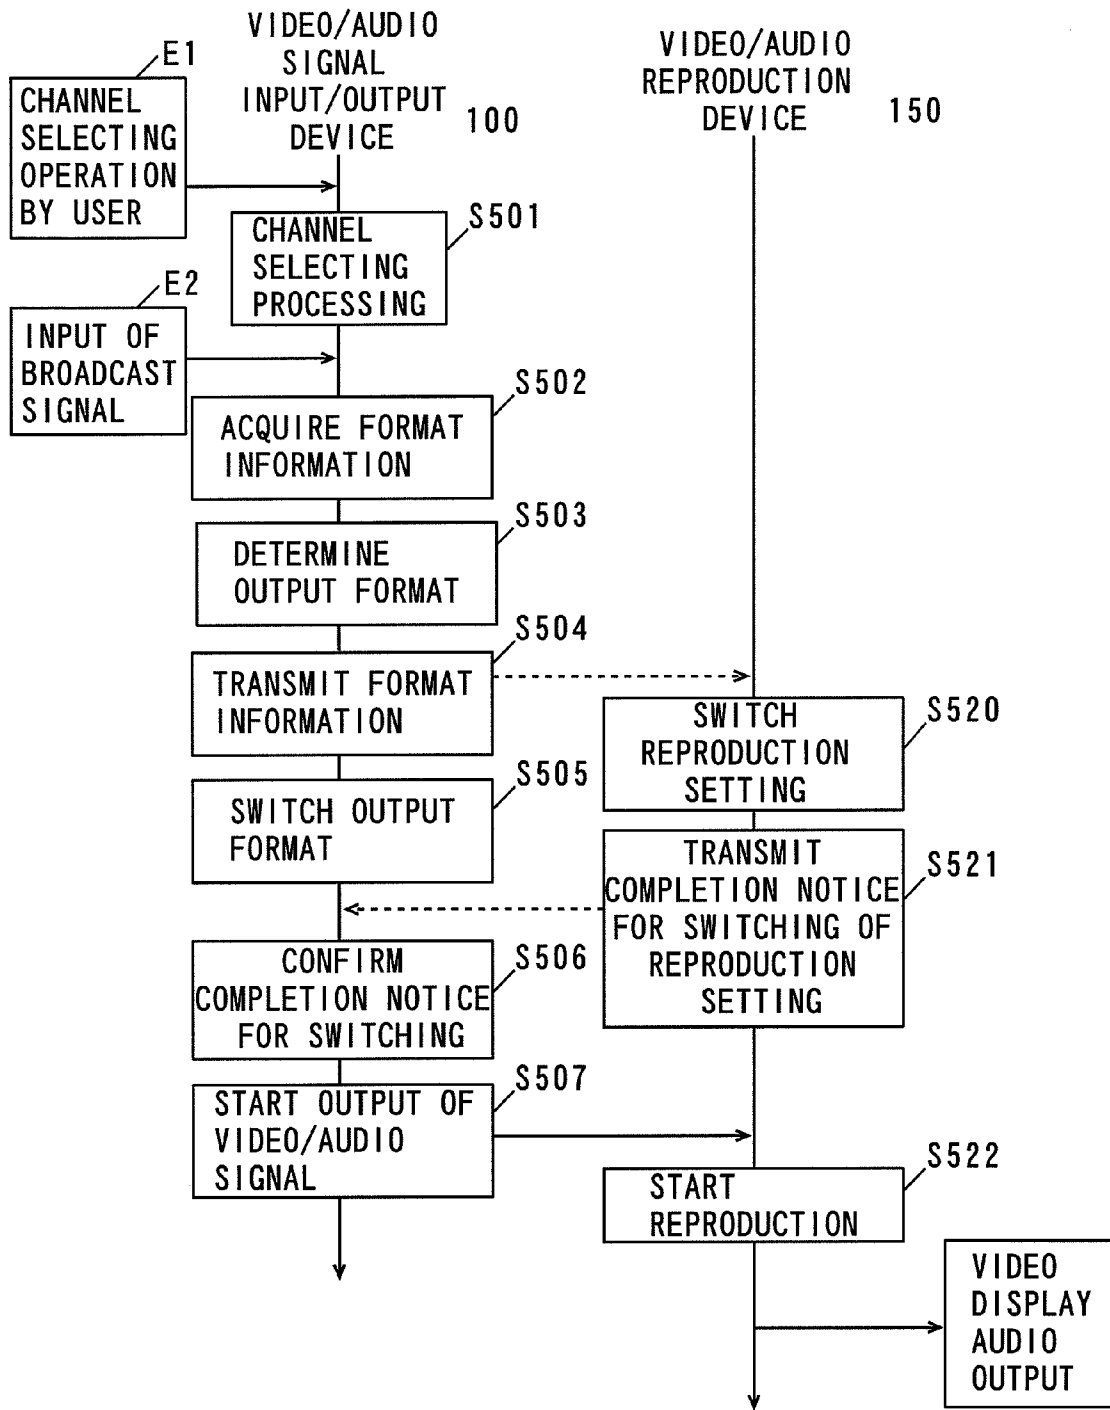 VIDEO/AUDIO
SIGNAL
INPUT/OUTPUT
DEVICE
100
VIDEO/AUDIO
REPRODUCTION
DEVICE
150
E1
CHANNEL
SELECTING
OPERATION
BY USER
S501
CHANNEL
SELECTING
PROCESSING
E2
INPUT OF
BROADCAST
SIGNAL
S502
ACQUIRE FORMAT
INFORMATION
S503
DETERMINE
OUTPUT FORMAT
S504
TRANSMIT FORMAT
INFORMATION
S520
SWITCH
REPRODUCTION
SETTING
S505
SWITCH OUTPUT
FORMAT
S521
TRANSMIT
COMPLETION NOTICE
FOR SWITCHING OF
REPRODUCTION
SETTING
S506
CONFIRM
COMPLETION NOTICE
FOR SWITCHING
S507
START OUTPUT OF
VIDEO/AUDIO
SIGNAL
S522
START
REPRODUCTION
VIDEO
DISPLAY
AUDIO
OUTPUT